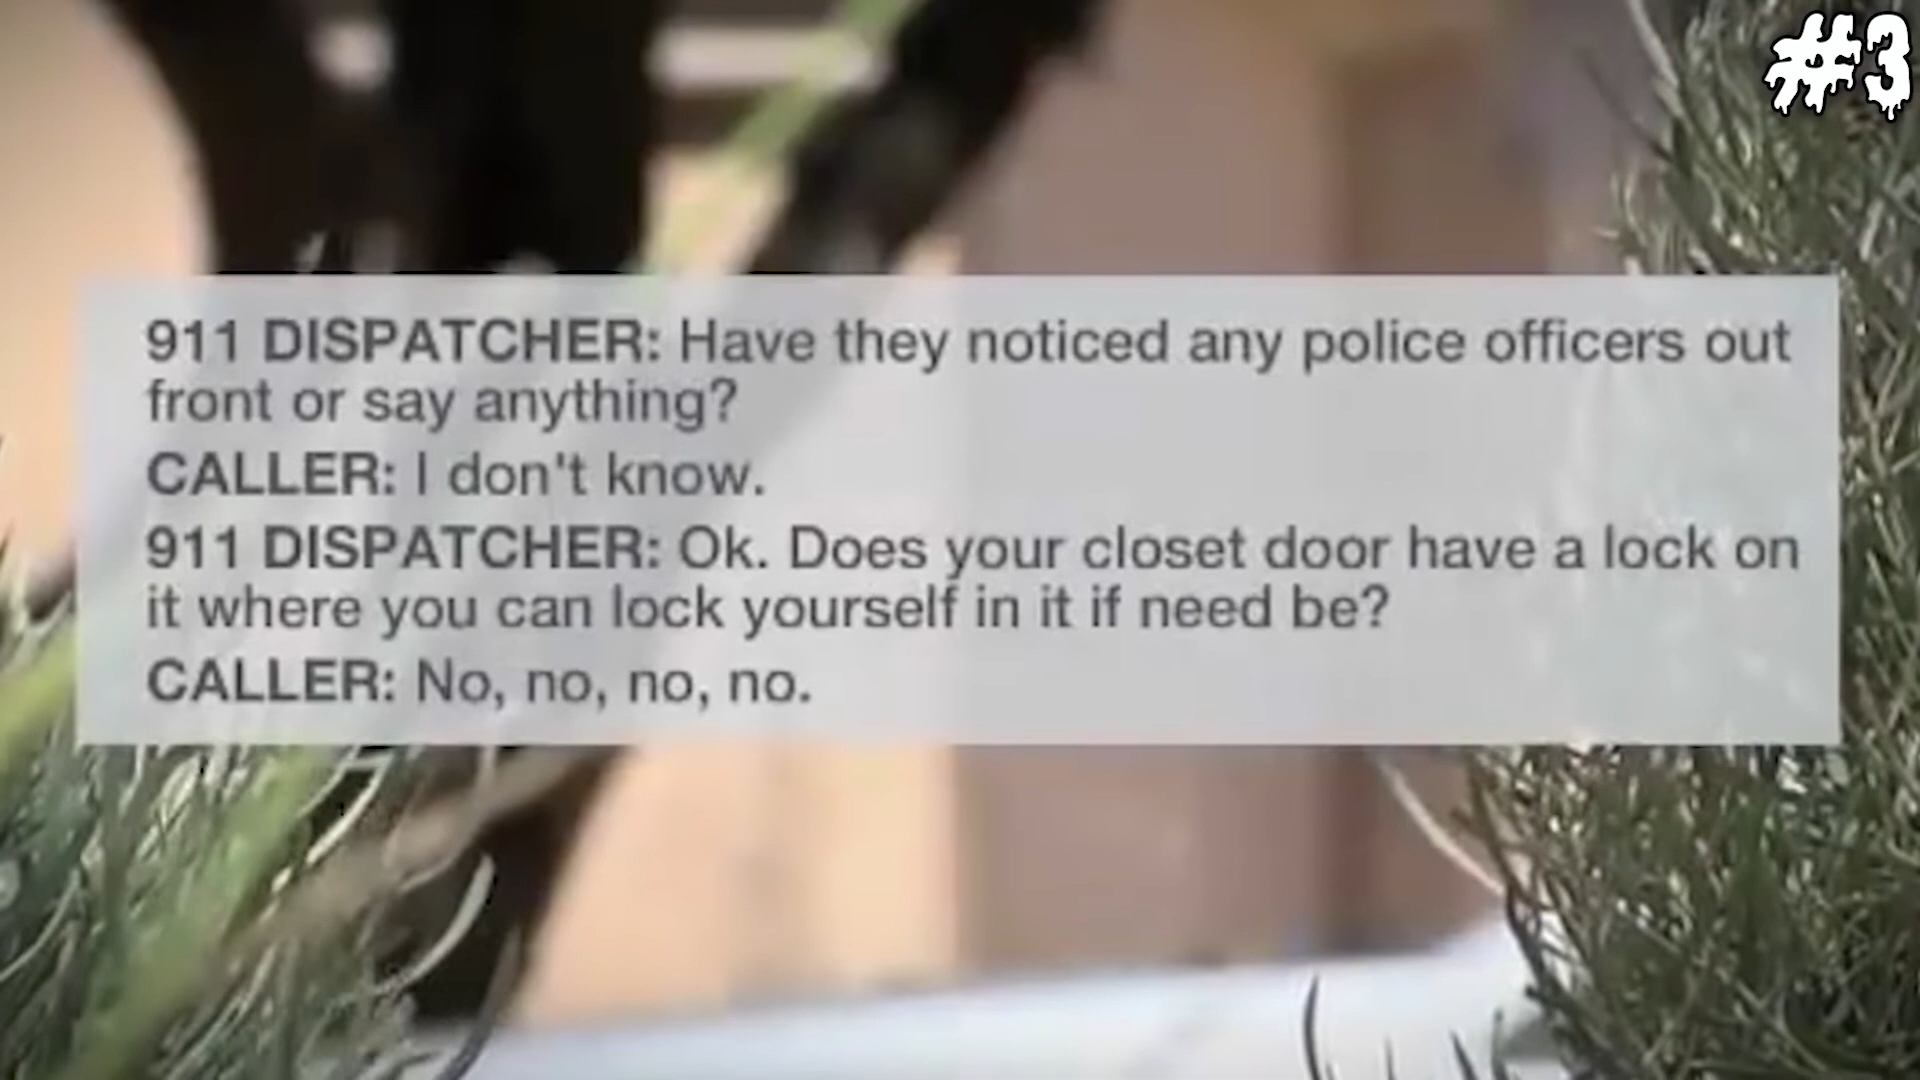 #3
911 DISPATCHER: Have they noticed any police officers out
front or say anything?
CALLER: I don't know.
911 DISPATCHER: Ok. Does your closet door have a lock on
it where you can lock yourself in it if need be?
CALLER: No, no, no, no.